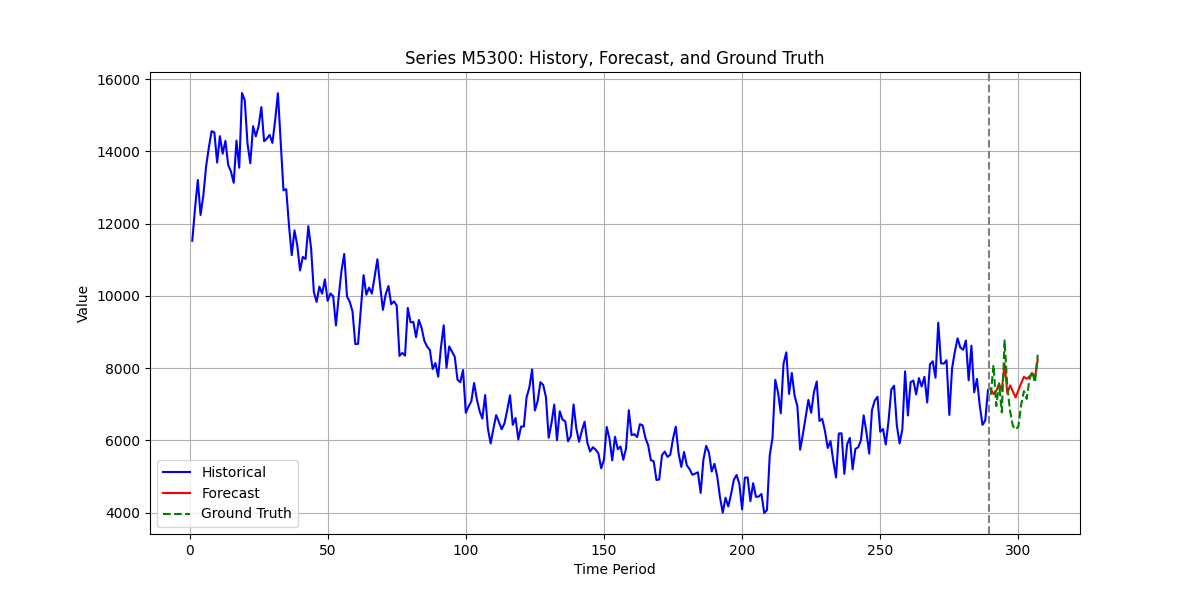 Series M5300: History, Forecast, and Ground Truth
Value
16000
14000
12000
10000
8000
6000
4000
Historical
Forecast
Ground Truth
0 50 100 150 200 250 300
Time Period